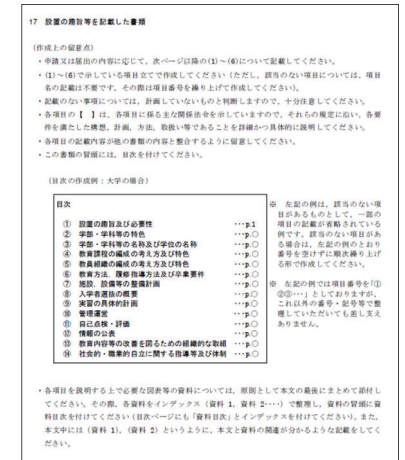 17 設置の趣旨等を記載した書類
(作成上の留意点)
・申請又は届出の内容に応じて、次ページ以降の(1)～(6)について記載してください。
・(1)～(6)で示している項目立てで作成してください(ただし、該当のない項目については、項目
名の記載は不要です。その際は項目番号を繰り上げて作成してください)。
・記載のない事項については、計画していないものと判断しますので、十分注意してください。
・各項目の【 】は、各項目に係る主な関係法令を示していますので、それらの規定に沿い、各要
件を満たした構想、計画、方法、取扱い等であることを詳細かつ具体的に説明してください。
・各項目の記載内容が他の書類の内容と整合するように留意してください。
・この書類の冒頭には、目次を付けてください。
(目次の作成例：大学の場合)
目次
① 設置の趣旨及び必要性 ・・・p.1
② 学部・学科等の特色 ・・・p.○
③ 学部・学科等の名称及び学位の名称 ・・・p.○
④ 教育課程の編成の考え方及び特色 ・・・p.○
⑤ 教員組織の編成の考え方及び特色 ・・・p.○
⑥ 教育方法、履修指導方法及び卒業要件 ・・・p.○
⑦ 施設、設備等の整備計画 ・・・p.○
⑧ 入学者選抜の概要 ・・・p.○
⑨ 実習の具体的計画 ・・・p.○
⑩ 管理運営 ・・・p.○
⑪ 自己点検・評価 ・・・p.○
⑫ 情報の公表 ・・・p.○
⑬ 教育内容等の改善を図るための組織的な取組 ・・・p.○
⑭ 社会的・職業的自立に関する指導等及び体制 ・・・p.○
※ 左記の例は、該当のない項
目があるものとして、一部の
項目の記載が省略されている
例です。該当のない項目があ
る場合は、左記の例のとおり
番号を空けずに順次繰り上げ
る形で作成してください。
※ 左記の例では項目番号を「①
②③・・・」としておりますが、
これ以外の番号・記号等で整
理していただいても差し支え
ありません。
・各項目を説明する上で必要な図表等の資料については、原則として本文の最後にまとめて添付し
てください。その際、各資料をインデックス(資料1、資料2・・・・)で整理し、資料の冒頭に資
料目次を付けてください(目次ページにも「資料目次」とインデックスを付けてください)。また、
本文中には(資料1)、(資料2)というように、本文と資料の関連が分かるような記載をしてく
ださい。